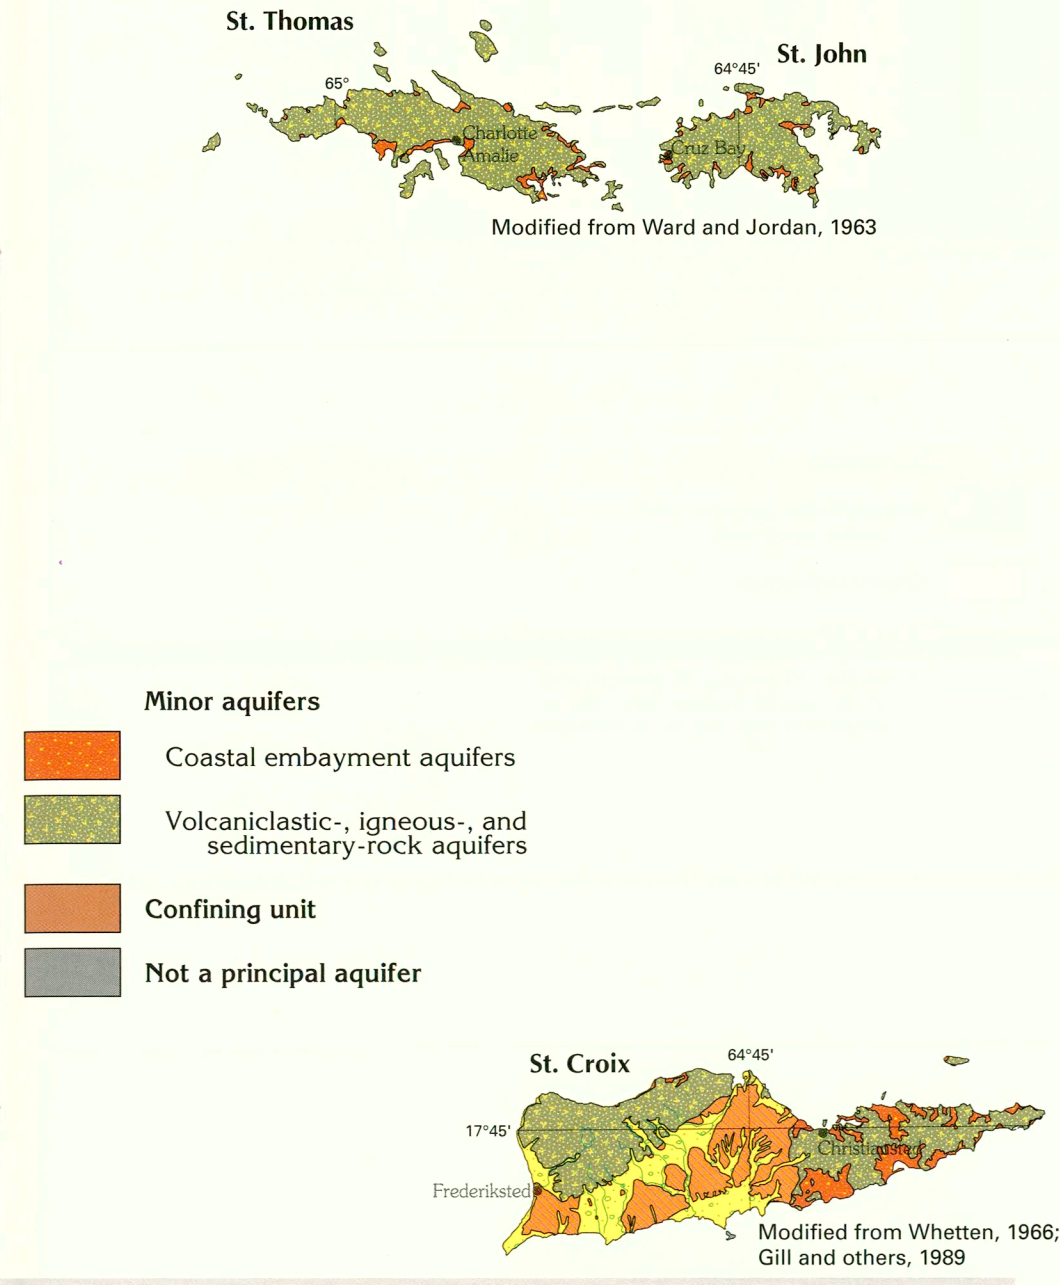 St. Thomas
St. John
64°45'
65°
Charlotte
Amalie
Cruz Bay
Modified from Ward and Jordan, 1963
Minor aquifers
Coastal embayment aquifers
Volcaniclastic-, igneous-, and
sedimentary-rock aquifers
Confining unit
Not a principal aquifer
St. Croix
64°45'
17°45'
Christiansted
Frederiksted
Modified from Whetten, 1966;
Gill and others, 1989